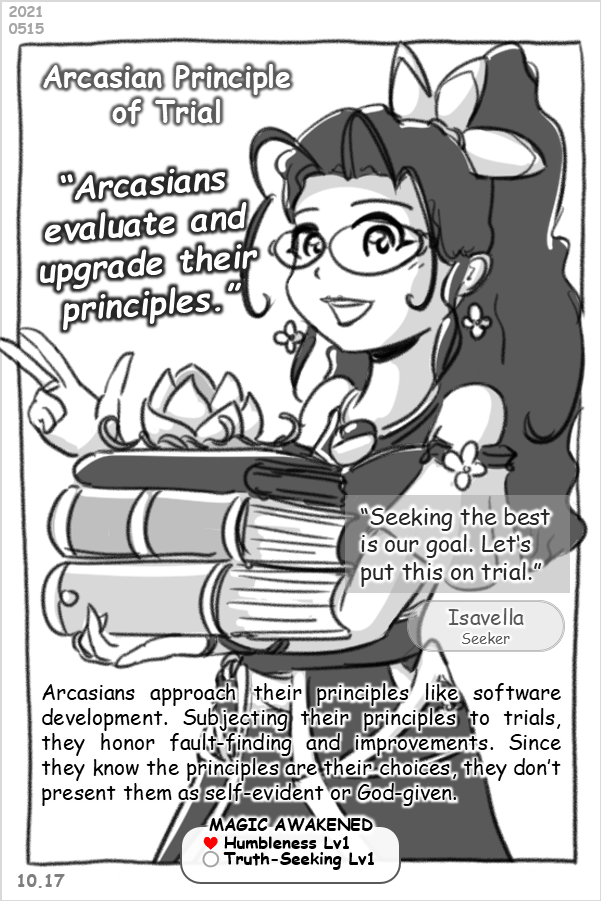 2021
0515
Arcasian Principle
of Trial
“Arcasians
evaluate and
upgrade their
principles.”
“Seeking the best
is our goal. Let's
put this on trial.”
Isavella
Seeker
Arcasians approach their principles like software
development. Subjecting their principles to trials,
they honor fault-finding and improvements. Since
they know the principles are their choices, they don't
present them as self-evident or God-given.
MAGIC AWAKENED
Humbleness Lv1
Truth-Seeking Lv1
10.17